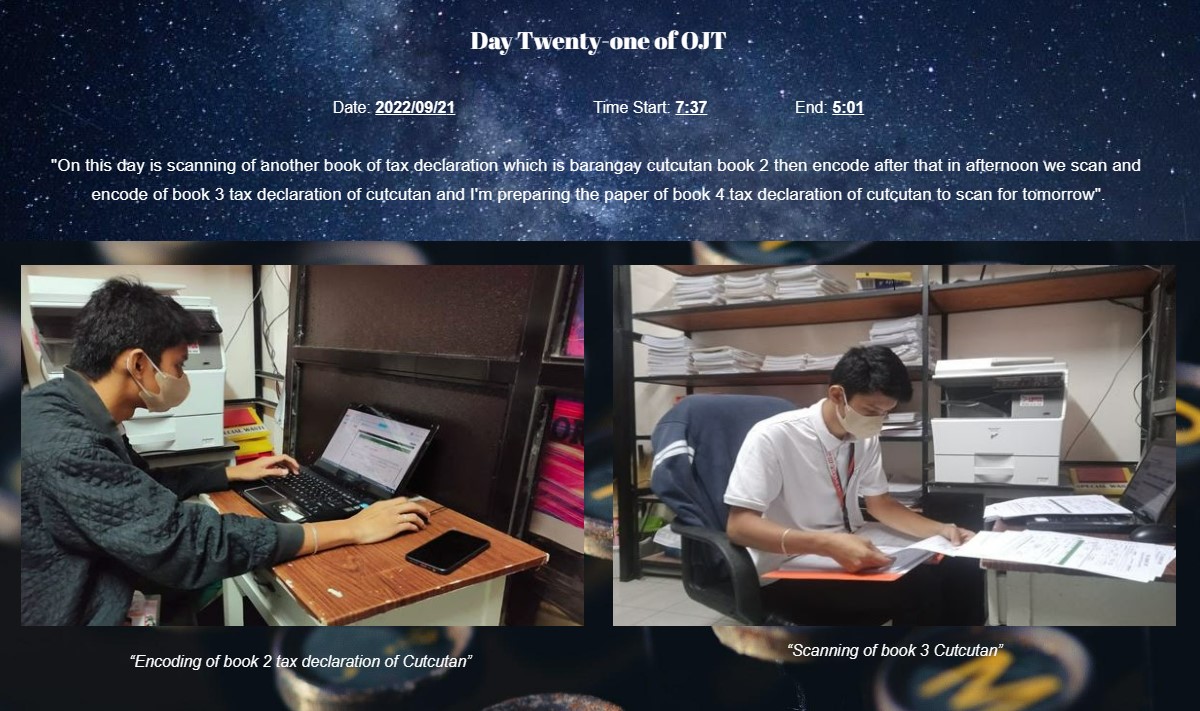 Day Twenty-one of OJT
Date: 2022/09/21 Time Start: 7:37 End: 5:01
"On this day is scanning of another book of tax declaration which is barangay cutcutan book 2 then encode after that in afternoon we scan and
encode of book 3 tax declaration of cutcutan and I'm preparing the paper of book 4 tax declaration of cutcutan to scan for tomorrow".
“Encoding of book 2 tax declaration of Cutcutan”
“Scanning of book 3 Cutcutan”
M